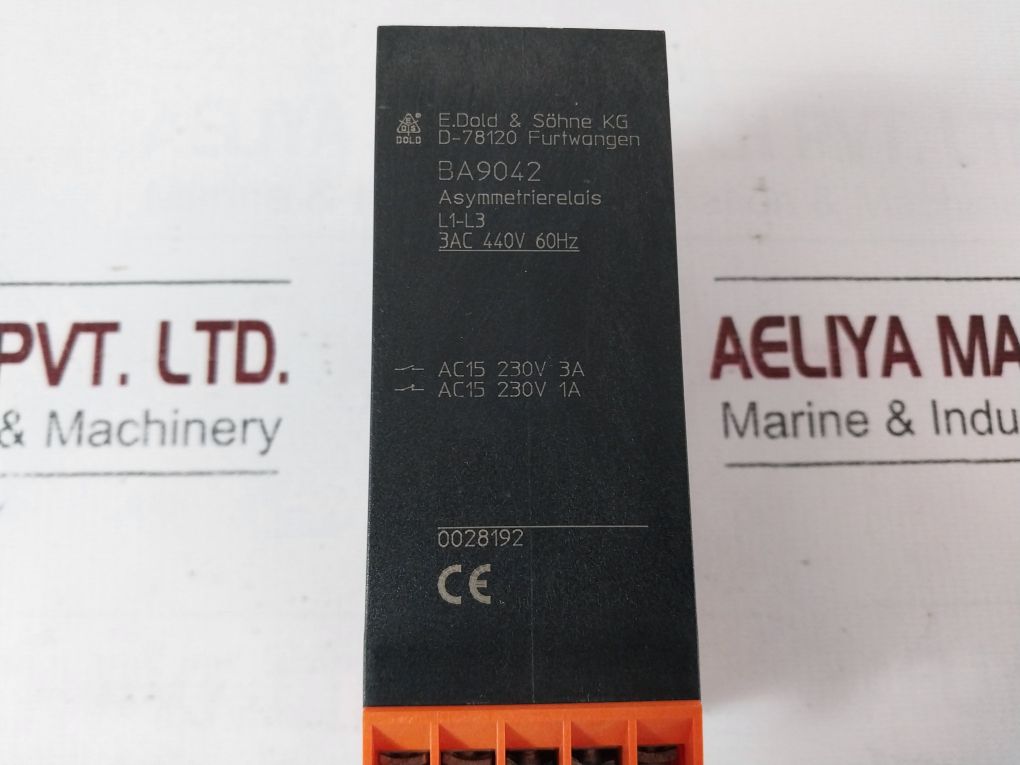 E.Dold & Söhne KG
D-78120 Furtwangen
DOLD
BA9042
Asymmetrierelais
L1-L3
3AC 440V 60Hz
AC15 230V 3A
AC15 230V 1A
0028192
CE
PVT. LTD.
& Machinery
AELIYA MA
Marine & Indu